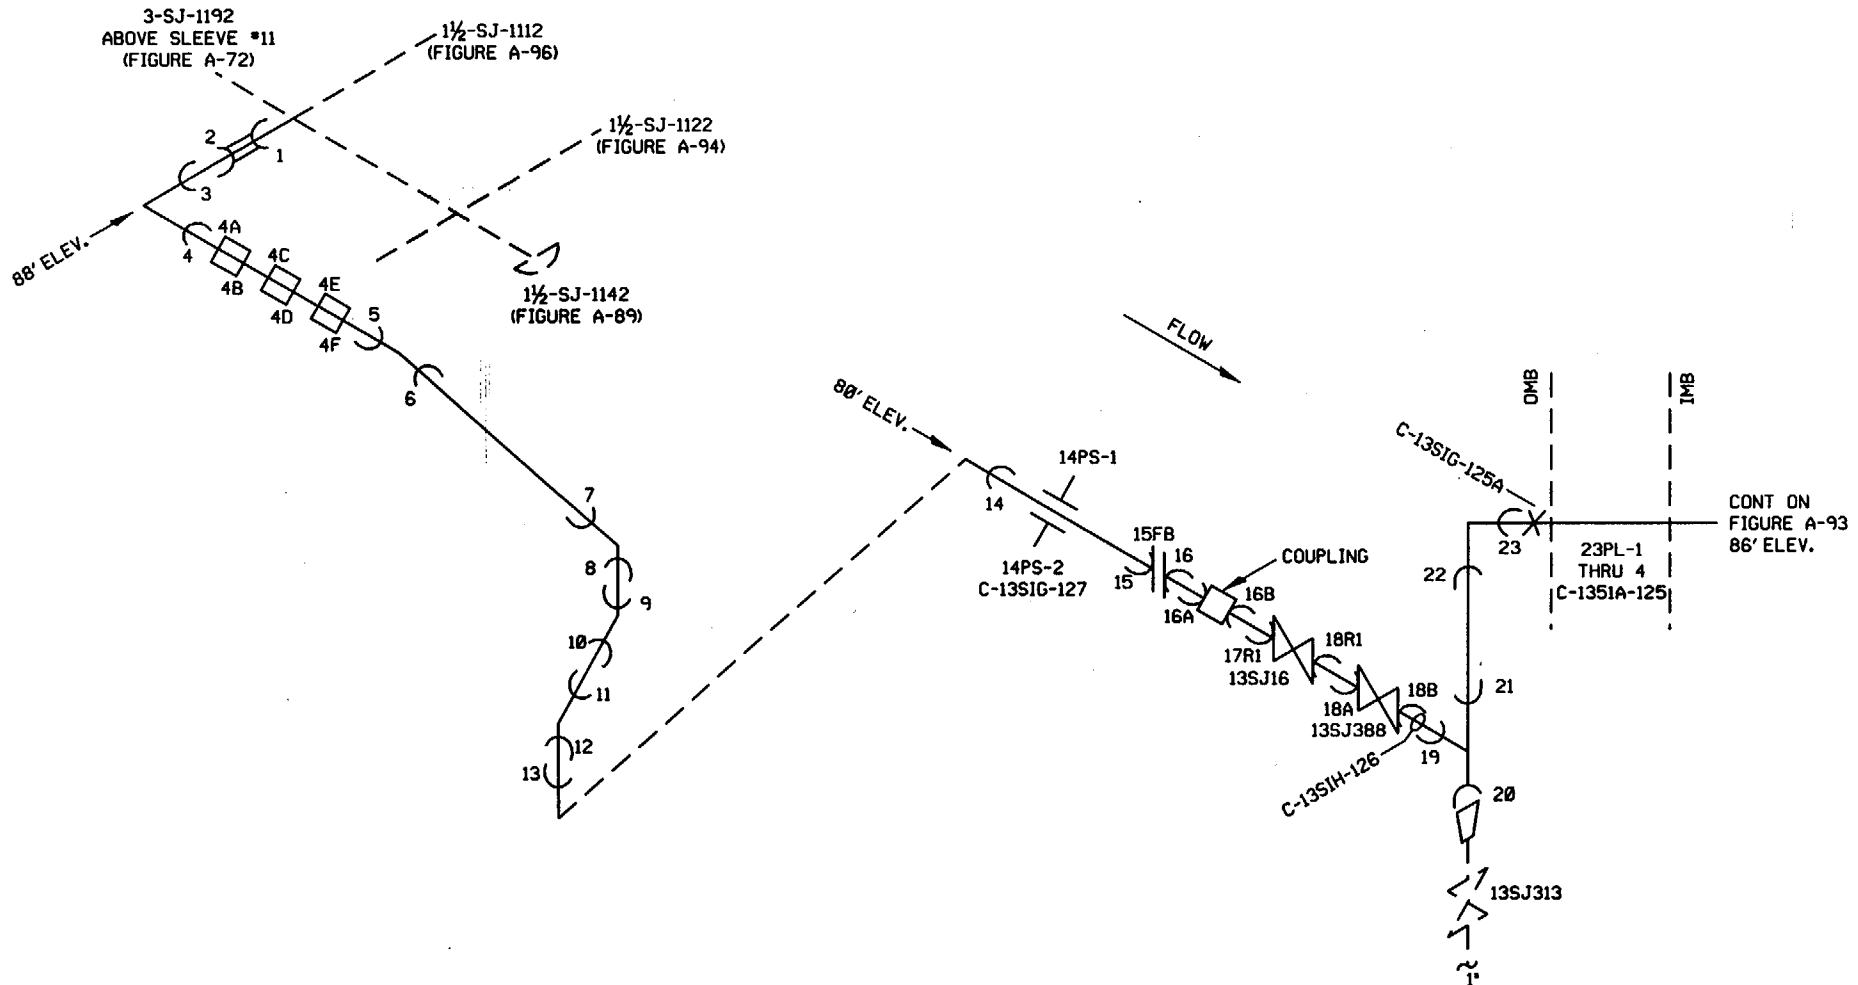 3-SJ-1192
ABOVE SLEEVE #11
(FIGURE A-72)
1½-SJ-1112
(FIGURE A-96)
1½-SJ-1122
(FIGURE A-94)
2
1
3
88' ELEV.
4
4A
4B
4C
4D
4E
4F
5
1½-SJ-1142
(FIGURE A-89)
6
7
8
9
10
11
12
13
FLOW
80' ELEV.
14
14PS-1
14PS-2
C-13SIG-127
15FB
15
16
COUPLING
16A
16B
17R1
13SJ16
18R1
18A
13SJ388
18B
C-13SIH-126
19
20
21
22
23
C-13SIG-125A
OMB
IMB
23PL-1
THRU 4
C-1351A-125
CONT ON
FIGURE A-93
86' ELEV.
13SJ313
1"